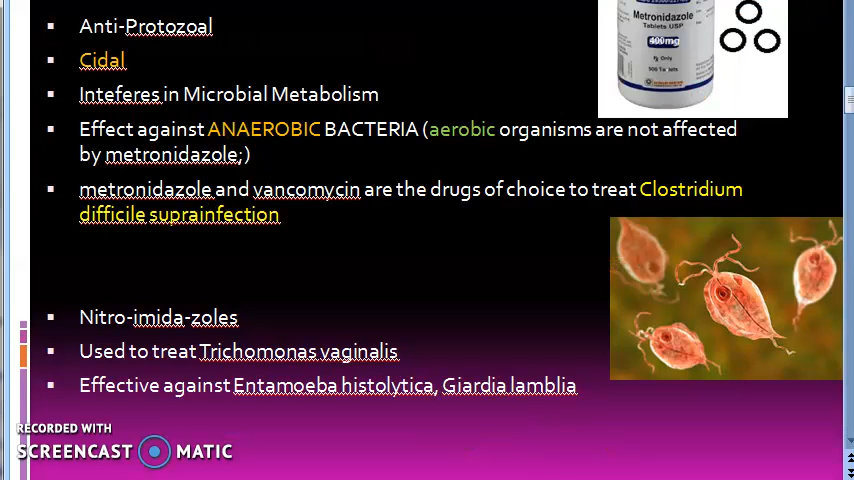 Anti-Protozoal
Metronidazole
Tablets USP
400mg
Rx Only
Cidal
Inteferes in Microbial Metabolism
Effect against ANAEROBIC BACTERIA (aerobic organisms are not affected
by metronidazole;)
metronidazole and vancomycin are the drugs of choice to treat Clostridium
difficile suprainfection
Nitro-imida-zoles
Used to treat Trichomonas vaginalis
Effective against Entamoeba histolytica, Giardia lamblia
RECORDED WITH
SCREENCAST MATIC